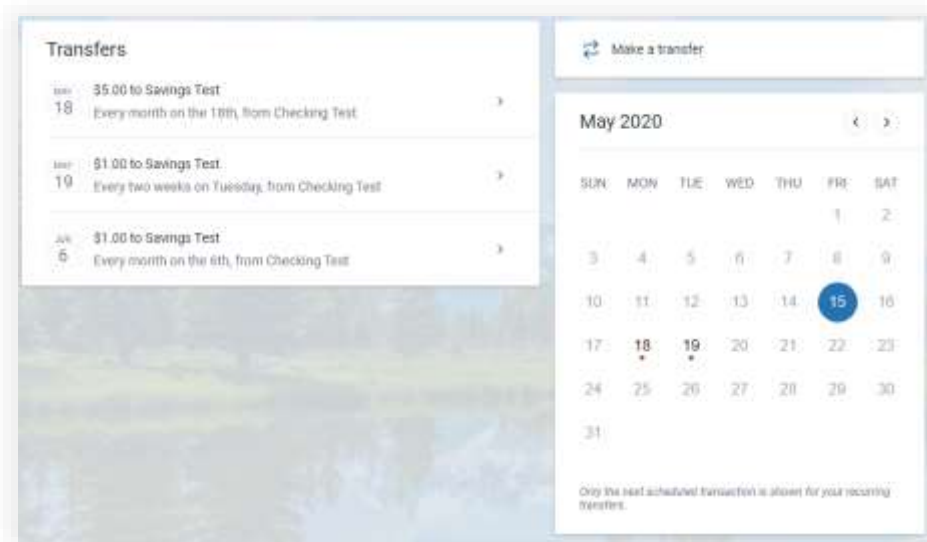 Transfers
MAY
18
$5.00 to Savings Test
Every month on the 18th, from Checking Test
MAY
19
$1.00 to Savings Test
Every two weeks on Tuesday, from Checking Test
JUN
6
$1.00 to Savings Test
Every month on the 6th, from Checking Test
Make a transfer
May 2020
SUN MON TUE WED THU FRI SAT
1 2
3 4 5 6 7 8 9
10 11 12 13 14 15 16
17 18 19 20 21 22 23
24 25 26 27 28 29 30
31
Only the next scheduled transaction is shown for your recurring
transfers.